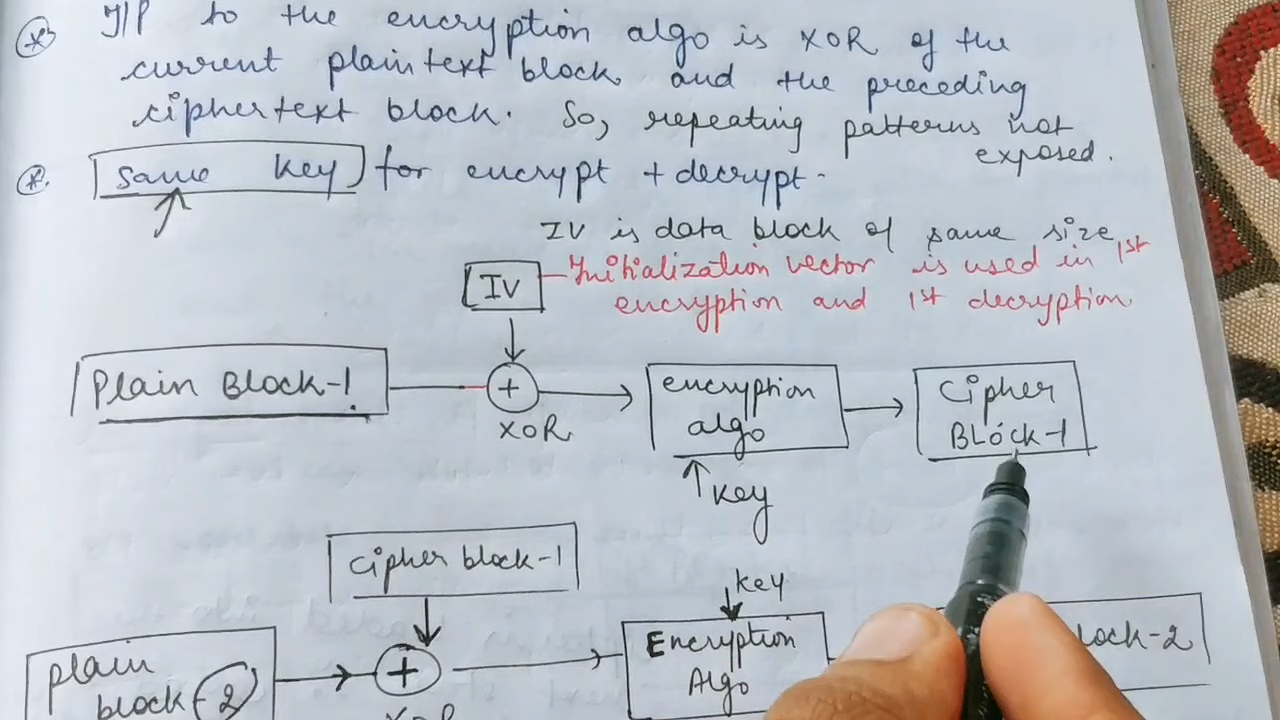 I/P to the encryption algo is XOR of the
current plaintext block and the preceding
ciphertext block. So, repeating patterns not
exposed.
Same Key for encrypt + decrypt.
IV is data block of same size
IV
Initialization vector is used in 1st
encryption and 1st decryption.
Plain Block-1
+
XOR
encryption
algo
Cipher
BLock-1
Key
Cipher block-1
key
plain
block-2
+
XOR
Encryption
Algo
lock-2